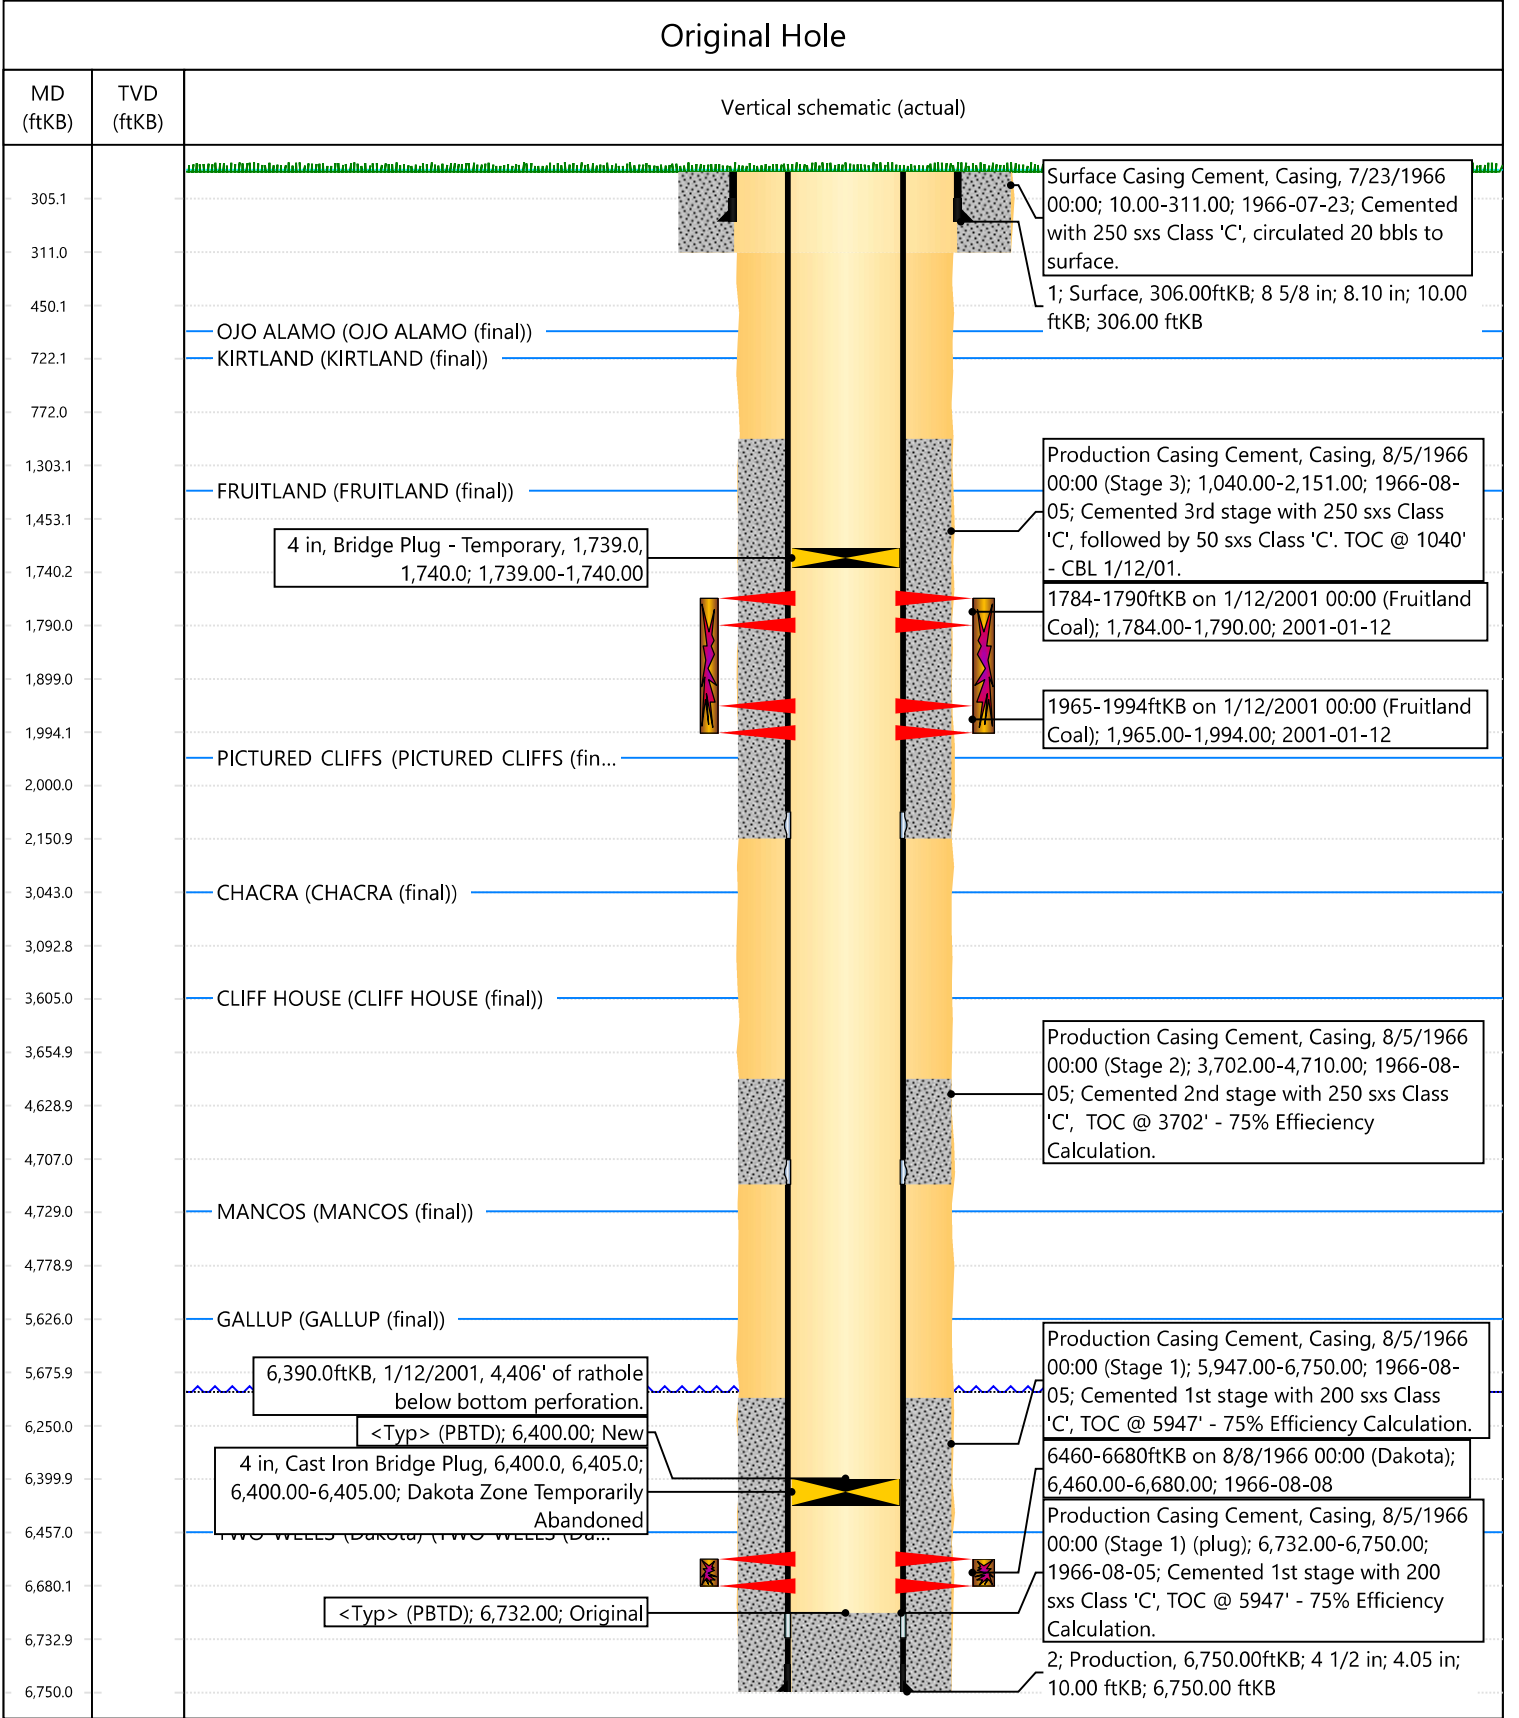 Original Hole
MD
(ftKB)
TVD
(ftKB)
Vertical schematic (actual)
305.1
311.0
450.1
722.1
772.0
1,303.1
1,453.1
1,740.2
1,790.0
1,899.0
1,994.1
2,000.0
2,150.9
3,043.0
3,092.8
3,605.0
3,654.9
4,628.9
4,707.0
4,729.0
4,778.9
5,626.0
5,675.9
6,250.0
6,399.9
6,457.0
6,680.1
6,732.9
6,750.0
OJO ALAMO (OJO ALAMO (final))
KIRTLAND (KIRTLAND (final))
FRUITLAND (FRUITLAND (final))
4 in, Bridge Plug - Temporary, 1,739.0,
1,740.0; 1,739.00-1,740.00
PICTURED CLIFFS (PICTURED CLIFFS (fin...
CHACRA (CHACRA (final))
CLIFF HOUSE (CLIFF HOUSE (final))
MANCOS (MANCOS (final))
GALLUP (GALLUP (final))
6,390.0ftKB, 1/12/2001, 4,406' of rathole
below bottom perforation.
<Typ> (PBTD); 6,400.00; New
4 in, Cast Iron Bridge Plug, 6,400.0, 6,405.0;
6,400.00-6,405.00; Dakota Zone Temporarily
Abandoned
TWO WELLS (Dakota) (TWO WELLS (Da...
<Typ> (PBTD); 6,732.00; Original
Surface Casing Cement, Casing, 7/23/1966
00:00; 10.00-311.00; 1966-07-23; Cemented
with 250 sxs Class 'C', circulated 20 bbls to
surface.
1; Surface, 306.00ftKB; 8 5/8 in; 8.10 in; 10.00
ftKB; 306.00 ftKB
Production Casing Cement, Casing, 8/5/1966
00:00 (Stage 3); 1,040.00-2,151.00; 1966-08-
05; Cemented 3rd stage with 250 sxs Class
'C', followed by 50 sxs Class 'C'. TOC @ 1040'
- CBL 1/12/01.
1784-1790ftKB on 1/12/2001 00:00 (Fruitland
Coal); 1,784.00-1,790.00; 2001-01-12
1965-1994ftKB on 1/12/2001 00:00 (Fruitland
Coal); 1,965.00-1,994.00; 2001-01-12
Production Casing Cement, Casing, 8/5/1966
00:00 (Stage 2); 3,702.00-4,710.00; 1966-08-
05; Cemented 2nd stage with 250 sxs Class
'C',  TOC @ 3702' - 75% Effieciency
Calculation.
Production Casing Cement, Casing, 8/5/1966
00:00 (Stage 1); 5,947.00-6,750.00; 1966-08-
05; Cemented 1st stage with 200 sxs Class
'C', TOC @ 5947' - 75% Efficiency Calculation.
6460-6680ftKB on 8/8/1966 00:00 (Dakota);
6,460.00-6,680.00; 1966-08-08
Production Casing Cement, Casing, 8/5/1966
00:00 (Stage 1) (plug); 6,732.00-6,750.00;
1966-08-05; Cemented 1st stage with 200
sxs Class 'C', TOC @ 5947' - 75% Efficiency
Calculation.
2; Production, 6,750.00ftKB; 4 1/2 in; 4.05 in;
10.00 ftKB; 6,750.00 ftKB